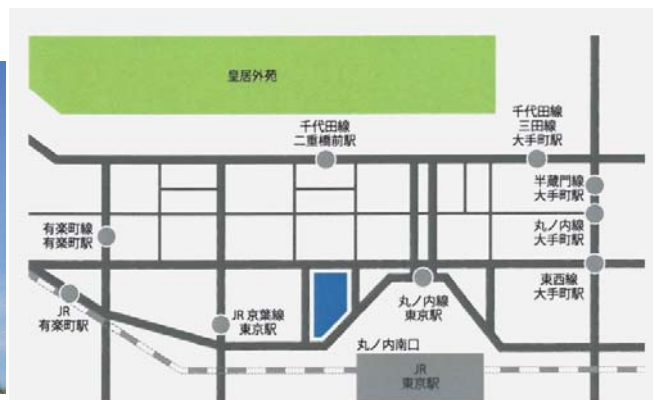 皇居外苑
千代田線
二重橋前駅
千代田線
三田線
大手町駅
半蔵門線
大手町駅
有楽町線
有楽町駅
丸ノ内線
大手町駅
東西線
大手町駅
JR
有楽町駅
JR 京葉線
東京駅
丸ノ内線
東京駅
丸ノ内南口
JR
東京駅